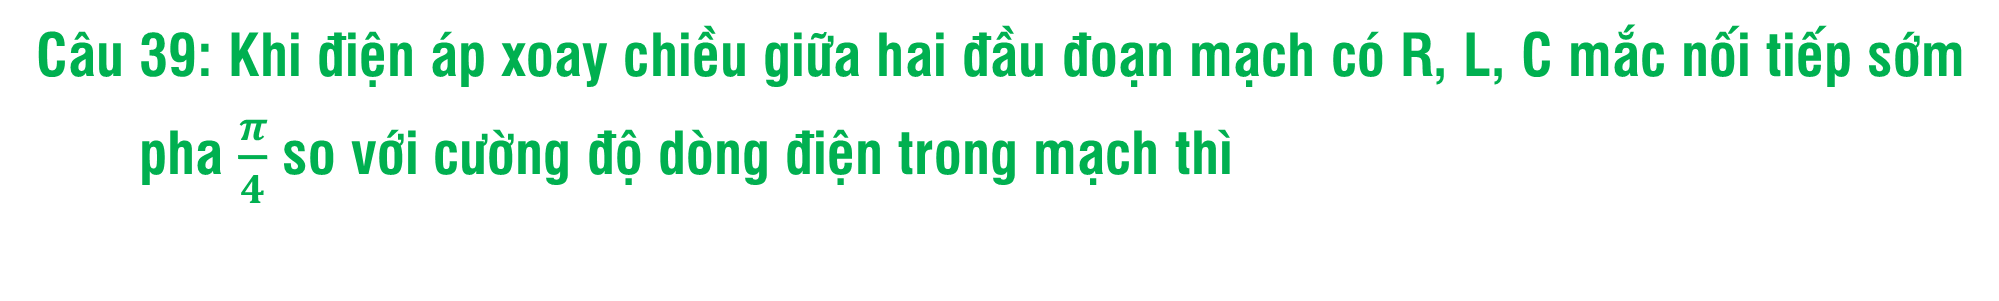 Câu 39: Khi điện áp xoay chiều giữa hai đầu đoạn mạch có R, L, C mắc nối tiếp sớm
pha π/4 so với cường độ dòng điện trong mạch thì